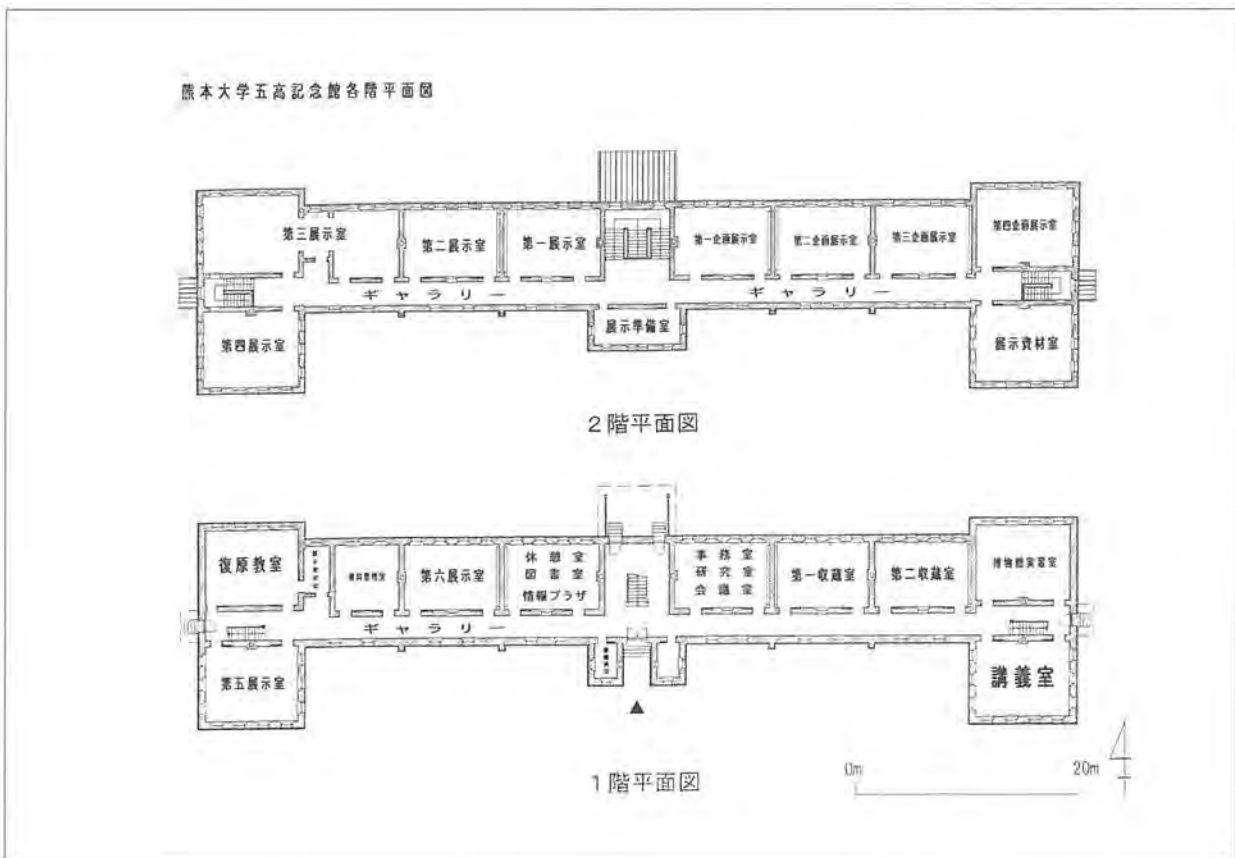 熊本大学五高記念館各階平面図
第三展示室
第二展示室
第一展示室
第一企画展示室
第二企画展示室
第三企画展示室
第四企画展示室
ギャラリー
ギャラリー
第四展示室
展示準備室
展示資材室
2階平面図
復原教室
第六展示室
休憩室
図書室
情報プラザ
事務室
研究室
会議室
第一収蔵室
第二収蔵室
博物館実習室
ギャラリー
第五展示室
講義室
1階平面図
0m
20m